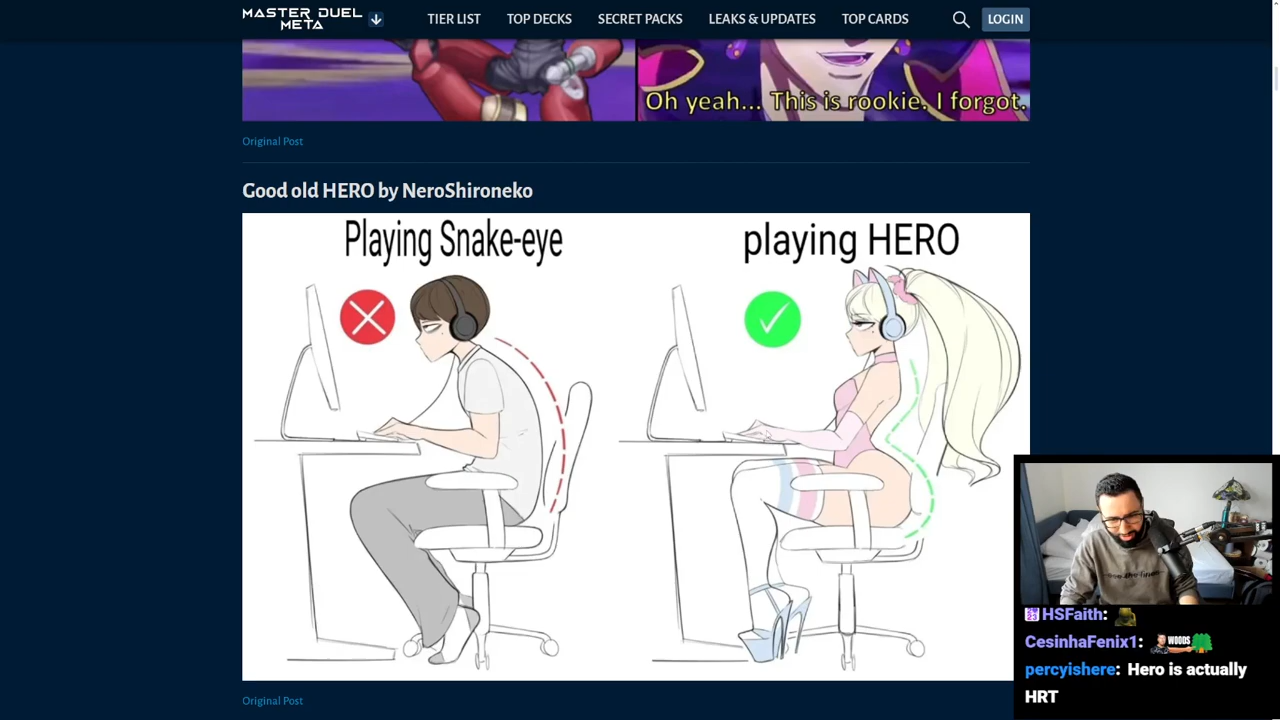 MASTER DUEL
META
TIER LIST
TOP DECKS
SECRET PACKS
LEAKS & UPDATES
TOP CARDS
LOGIN
Oh yeah... This is rookie. I forgot.
Original Post
Good old HERO by NeroShironeko
Playing Snake-eye
playing HERO
HSFaith:
CesinhaFenix1: WOODS
percyishere: Hero is actually
HRT
Original Post